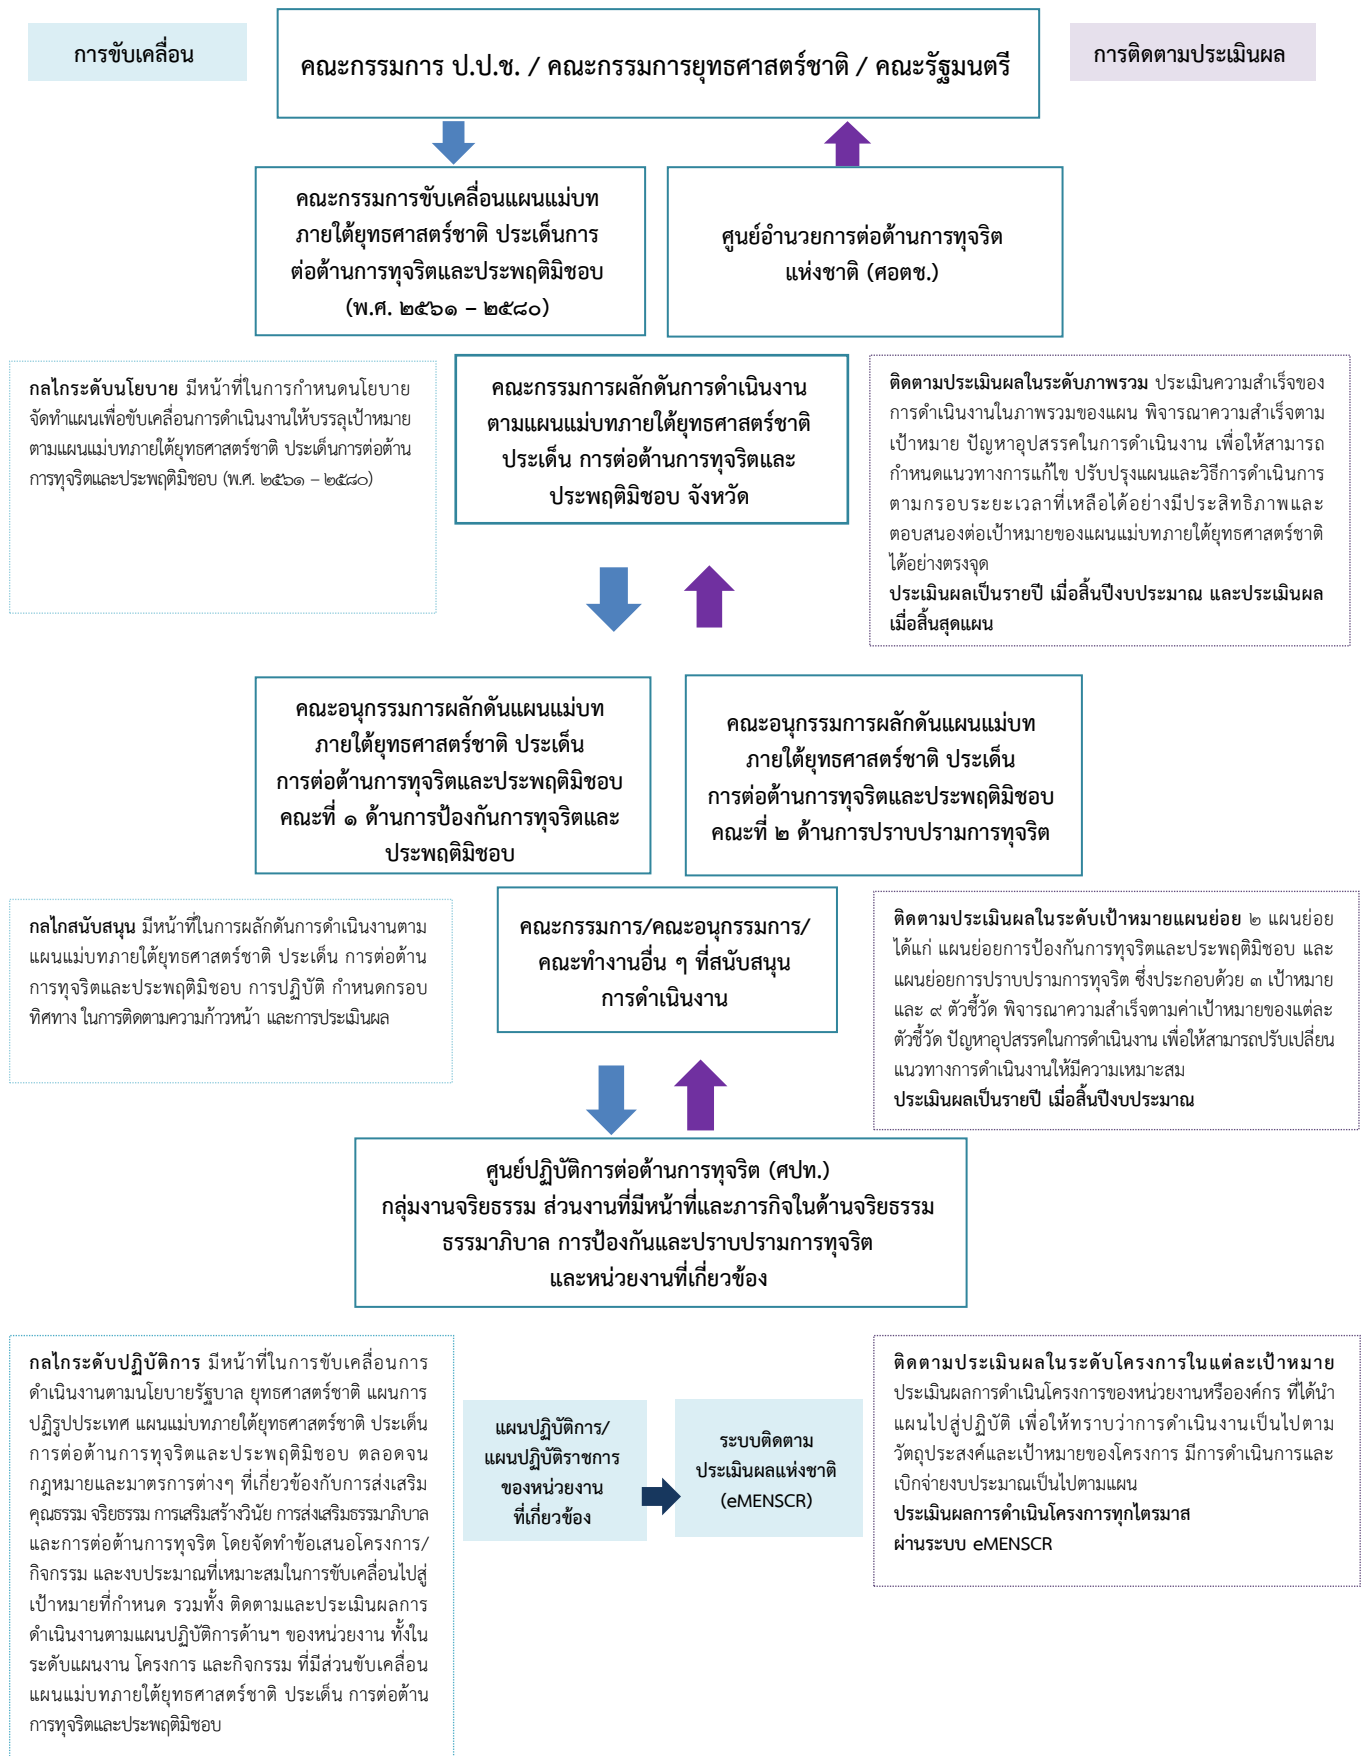 การขับเคลื่อน
คณะกรรมการ ป.ป.ช. / คณะกรรมการยุทธศาสตร์ชาติ / คณะรัฐมนตรี
การติดตามประเมินผล
คณะกรรมการขับเคลื่อนแผนแม่บท
ภายใต้ยุทธศาสตร์ชาติ ประเด็นการ
ต่อต้านการทุจริตและประพฤติมิชอบ
(พ.ศ. ๒๕๖๑ – ๒๕๘๐)
ศูนย์อำนวยการต่อต้านการทุจริต
แห่งชาติ (ศอตช.)
กลไกระดับนโยบาย มีหน้าที่ในการกำหนดนโยบาย
จัดทำแผนเพื่อขับเคลื่อนการดำเนินงานให้บรรลุเป้าหมาย
ตามแผนแม่บทภายใต้ยุทธศาสตร์ชาติ ประเด็นการต่อต้าน
การทุจริตและประพฤติมิชอบ (พ.ศ. ๒๕๖๑ – ๒๕๘๐)
คณะกรรมการผลักดันการดำเนินงาน
ตามแผนแม่บทภายใต้ยุทธศาสตร์ชาติ
ประเด็น การต่อต้านการทุจริตและ
ประพฤติมิชอบ จังหวัด
ติดตามประเมินผลในระดับภาพรวม ประเมินความสำเร็จของ
การดำเนินงานในภาพรวมของแผน พิจารณาความสำเร็จตาม
เป้าหมาย ปัญหาอุปสรรคในการดำเนินงาน เพื่อให้สามารถ
กำหนดแนวทางการแก้ไข ปรับปรุงแผนและวิธีการดำเนินการ
ตามกรอบระยะเวลาที่เหลือได้อย่างมีประสิทธิภาพและ
ตอบสนองต่อเป้าหมายของแผนแม่บทภายใต้ยุทธศาสตร์ชาติ
ได้อย่างตรงจุด
ประเมินผลเป็นรายปี เมื่อสิ้นปีงบประมาณ และประเมินผล
เมื่อสิ้นสุดแผน
คณะอนุกรรมการผลักดันแผนแม่บท
ภายใต้ยุทธศาสตร์ชาติ ประเด็น
การต่อต้านการทุจริตและประพฤติมิชอบ
คณะที่ ๑ ด้านการป้องกันการทุจริตและ
ประพฤติมิชอบ
คณะอนุกรรมการผลักดันแผนแม่บท
ภายใต้ยุทธศาสตร์ชาติ ประเด็น
การต่อต้านการทุจริตและประพฤติมิชอบ
คณะที่ ๒ ด้านการปราบปรามการทุจริต
กลไกสนับสนุน มีหน้าที่ในการผลักดันการดำเนินงานตาม
แผนแม่บทภายใต้ยุทธศาสตร์ชาติ ประเด็น การต่อต้าน
การทุจริตและประพฤติมิชอบ การปฏิบัติ กำหนดกรอบ
ทิศทาง ในการติดตามความก้าวหน้า และการประเมินผล
คณะกรรมการ/คณะอนุกรรมการ/
คณะทำงานอื่น ๆ ที่สนับสนุน
การดำเนินงาน
ติดตามประเมินผลในระดับเป้าหมายแผนย่อย ๒ แผนย่อย
ได้แก่ แผนย่อยการป้องกันการทุจริตและประพฤติมิชอบ และ
แผนย่อยการปราบปรามการทุจริต ซึ่งประกอบด้วย ๓ เป้าหมาย
และ ๙ ตัวชี้วัด พิจารณาความสำเร็จตามค่าเป้าหมายของแต่ละ
ตัวชี้วัด ปัญหาอุปสรรคในการดำเนินงาน เพื่อให้สามารถปรับเปลี่ยน
แนวทางการดำเนินงานให้มีความเหมาะสม
ประเมินผลเป็นรายปี เมื่อสิ้นปีงบประมาณ
ศูนย์ปฏิบัติการต่อต้านการทุจริต (ศปท.)
กลุ่มงานจริยธรรม ส่วนงานที่มีหน้าที่และภารกิจในด้านจริยธรรม
ธรรมาภิบาล การป้องกันและปราบปรามการทุจริต
และหน่วยงานที่เกี่ยวข้อง
กลไกระดับปฏิบัติการ มีหน้าที่ในการขับเคลื่อนการ
ดำเนินงานตามนโยบายรัฐบาล ยุทธศาสตร์ชาติ แผนการ
ปฏิรูปประเทศ แผนแม่บทภายใต้ยุทธศาสตร์ชาติ ประเด็น
การต่อต้านการทุจริตและประพฤติมิชอบ ตลอดจน
กฎหมายและมาตรการต่างๆ ที่เกี่ยวข้องกับการส่งเสริม
คุณธรรม จริยธรรม การเสริมสร้างวินัย การส่งเสริมธรรมาภิบาล
และการต่อต้านการทุจริต โดยจัดทำข้อเสนอโครงการ/
กิจกรรม และงบประมาณที่เหมาะสมในการขับเคลื่อนไปสู่
เป้าหมายที่กำหนด รวมทั้ง ติดตามและประเมินผลการ
ดำเนินงานตามแผนปฏิบัติการด้านฯ ของหน่วยงาน ทั้งใน
ระดับแผนงาน โครงการ และกิจกรรม ที่มีส่วนขับเคลื่อน
แผนแม่บทภายใต้ยุทธศาสตร์ชาติ ประเด็น การต่อต้าน
การทุจริตและประพฤติมิชอบ
แผนปฏิบัติการ/
แผนปฏิบัติราชการ
ของหน่วยงาน
ที่เกี่ยวข้อง
ระบบติดตาม
ประเมินผลแห่งชาติ
(eMENSCR)
ติดตามประเมินผลในระดับโครงการในแต่ละเป้าหมาย
ประเมินผลการดำเนินโครงการของหน่วยงานหรือองค์กร ที่ได้นำ
แผนไปสู่ปฏิบัติ เพื่อให้ทราบว่าการดำเนินงานเป็นไปตาม
วัตถุประสงค์และเป้าหมายของโครงการ มีการดำเนินการและ
เบิกจ่ายงบประมาณเป็นไปตามแผน
ประเมินผลการดำเนินโครงการทุกไตรมาส
ผ่านระบบ eMENSCR